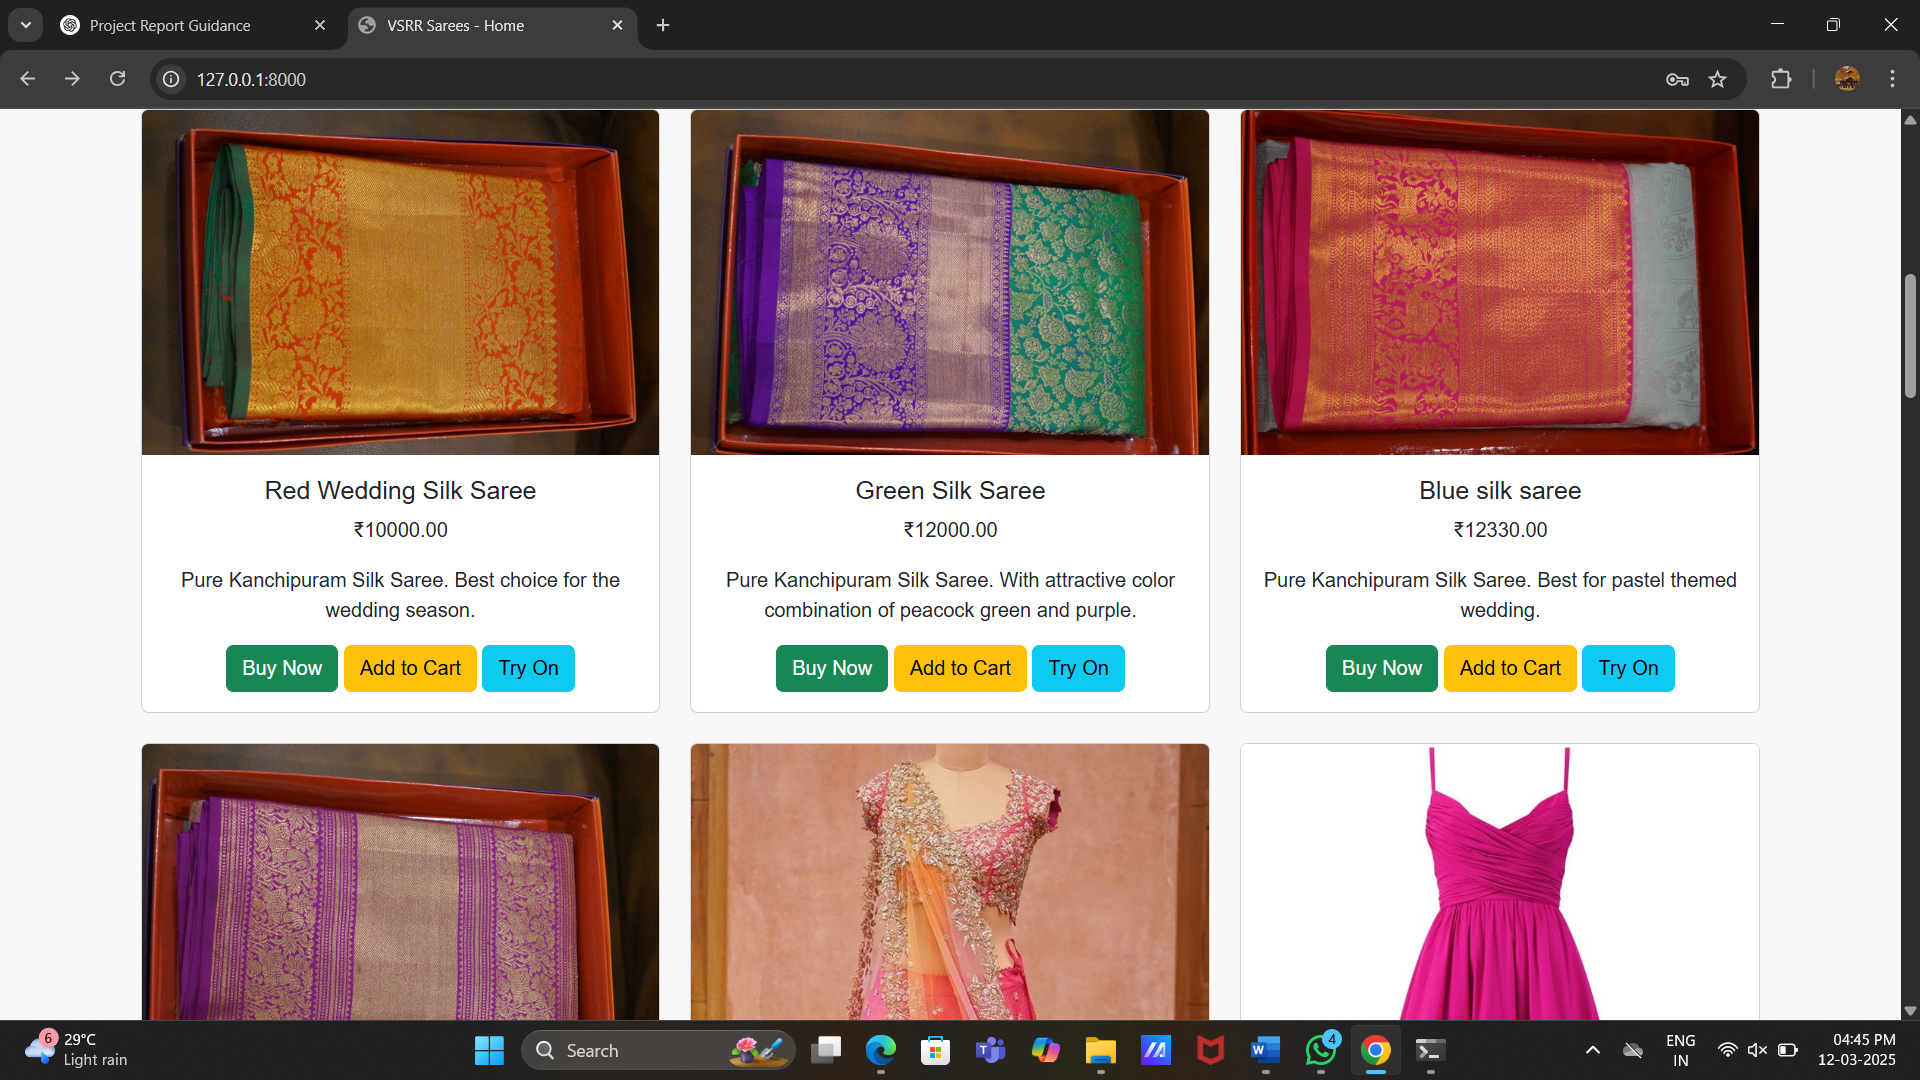 Project Report Guidance
VSRR Sarees - Home
127.0.0.1:8000
Red Wedding Silk Saree
₹10000.00
Pure Kanchipuram Silk Saree. Best choice for the
wedding season.
Buy Now Add to Cart Try On
Green Silk Saree
₹12000.00
Pure Kanchipuram Silk Saree. With attractive color
combination of peacock green and purple.
Buy Now Add to Cart Try On
Blue silk saree
₹12330.00
Pure Kanchipuram Silk Saree. Best for pastel themed
wedding.
Buy Now Add to Cart Try On
6
29°C
Light rain
Search
4
ENG
IN
04:45 PM
12-03-2025